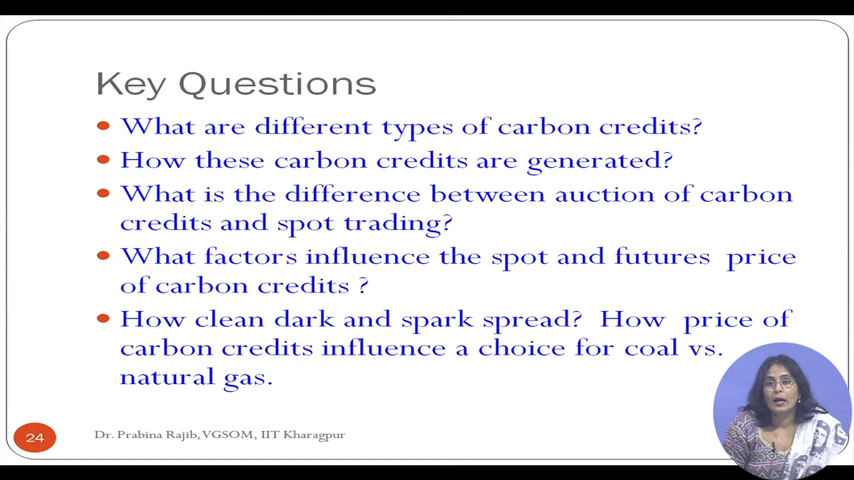 Key Questions
What are different types of carbon credits?
How these carbon credits are generated?
What is the difference between auction of carbon
credits and spot trading?
What factors influence the spot and futures price
of carbon credits ?
How clean dark and spark spread? How price of
carbon credits influence a choice for coal vs.
natural gas.
24
Dr. Prabina Rajib, VGSOM, IIT Kharagpur